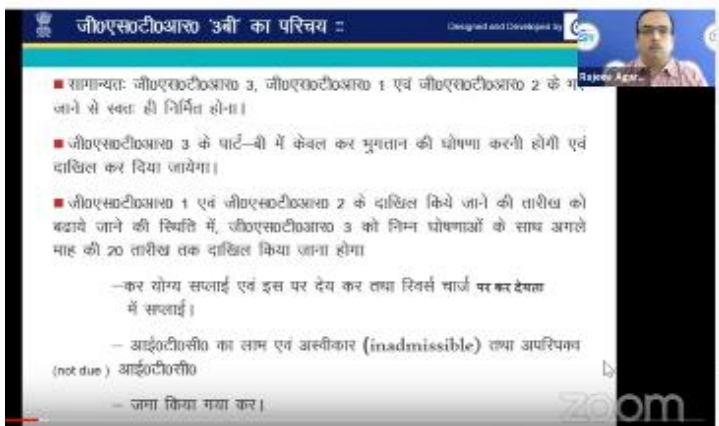 जी0एस0टी0आर0 '3बी' का परिचय ::
Designed and Developed by
Rajeev Agar...
■ सामान्यतः जी0एस0टी0आर0 3, जी0एस0टी0आर0 1 एवं जी0एस0टी0आर0 2 के
जाने से स्वतः ही निर्मित होना।
■ जी0एस0टी0आर0 3 के पार्ट–बी में केवल कर भुगतान की घोषणा करनी होगी एवं
दाखिल कर दिया जायेगा।
■ जी0एस0टी0आर0 1 एवं जी0एस0टी0आर0 2 के दाखिल किये जाने की तारीख को
बढाये जाने की स्थिति में, जी0एस0टी0आर0 3 को निम्न घोषणाओं के साथ अगले
माह की 20 तारीख तक दाखिल किया जाना होगा
–कर योग्य सप्लाई एवं इस पर देय कर तथा रिवर्स चार्ज पर कर देयता
में सप्लाई।
– आई0टी0सी0 का लाभ एवं अस्वीकार (inadmissible) तथा अपरिपक्व
(not due ) आई0टी0सी0
– जमा किया गया कर।
zoom